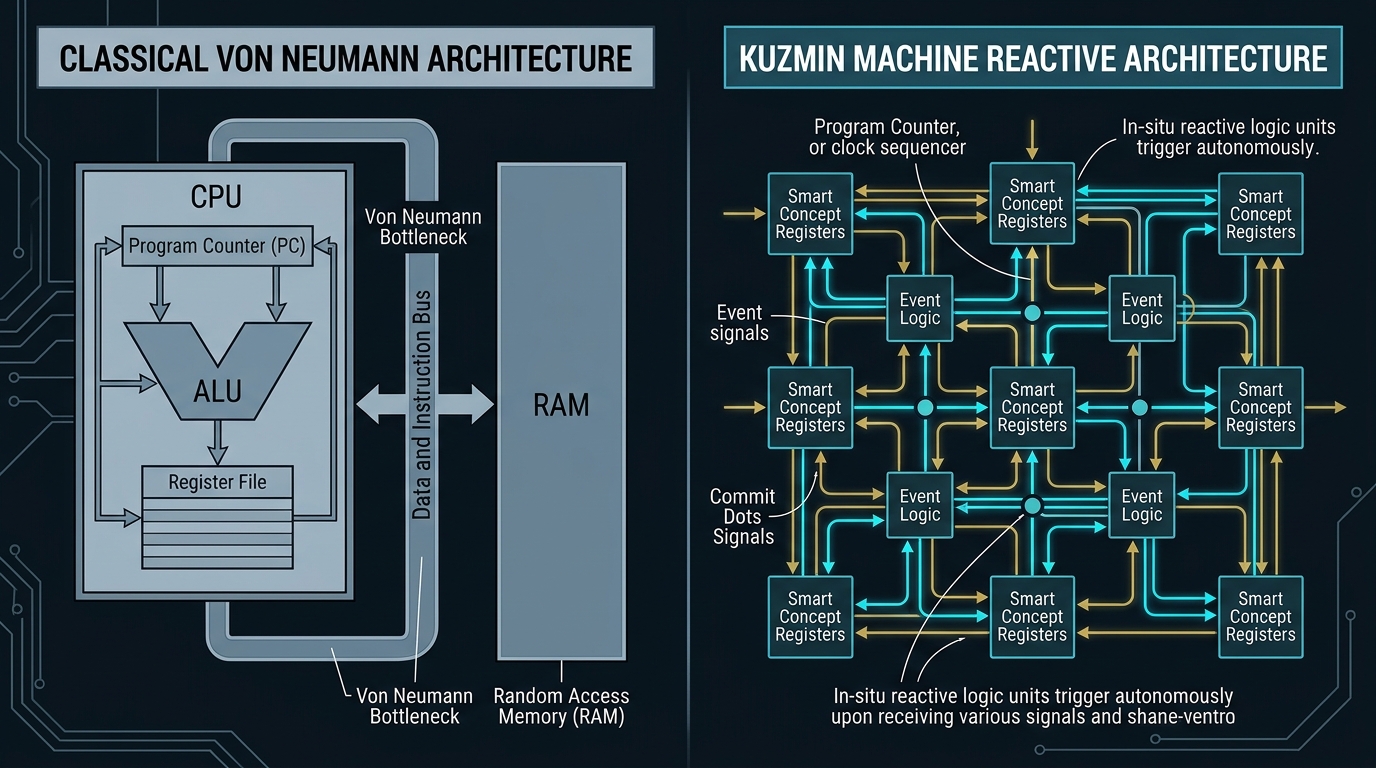 CLASSICAL VON NEUMANN ARCHITECTURE
CPU
Program Counter (PC)
ALU
Register File
Von Neumann
Bottleneck
Data and Instruction Bus
RAM
Von Neumann
Bottleneck
Random Access
Memory (RAM)
KUZMIN MACHINE REACTIVE ARCHITECTURE
Program Counter,
or clock sequencer
In-situ reactive logic units
trigger autonomously.
Smart
Concept
Registers
Smart
Concept
Registers
Smart
Concept
Registers
Event
Logic
Event
Logic
Event
signals
Smart
Concept
Registers
Smart
Concept
Registers
Smart
Concept
Registers
Commit
Dots
Signals
Event
Logic
Event
Logic
Smart
Concept
Registers
Smart
Concept
Registers
Smart
Concept
Registers
In-situ reactive logic units trigger autonomously
upon receiving various signals and shane-ventro